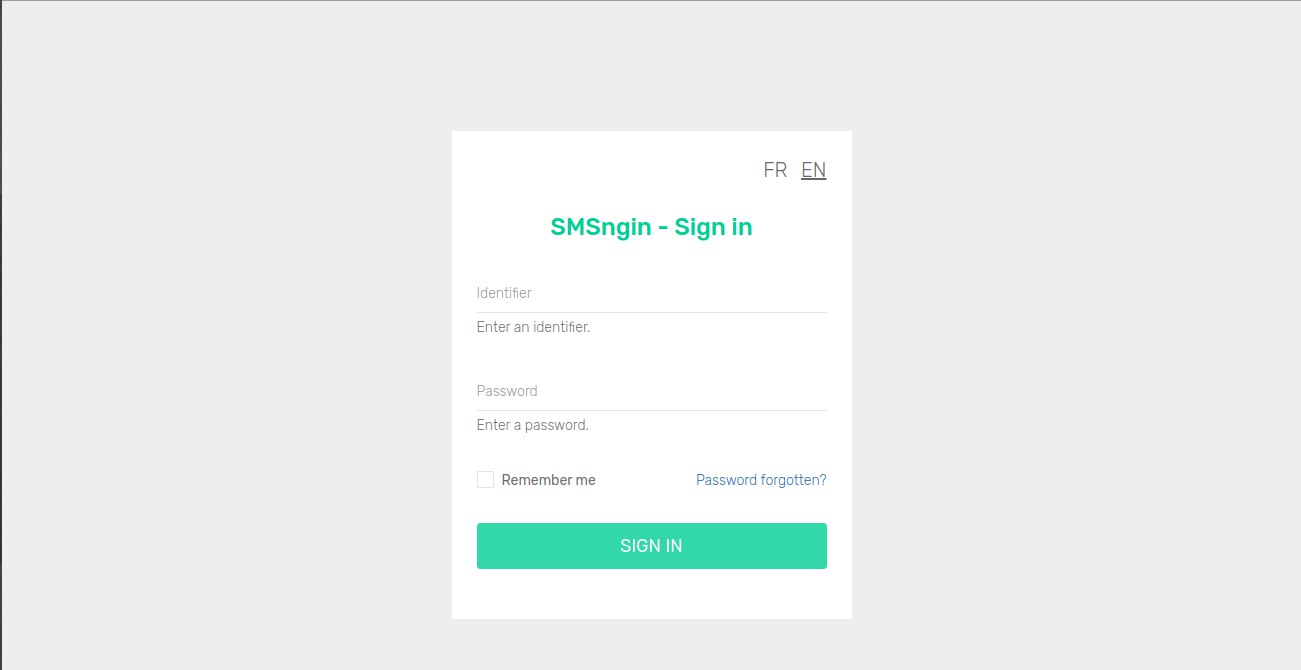 FR EN
SMSngin - Sign in
Identifier
Enter an identifier.
Password
Enter a password.
Remember me Password forgotten?
SIGN IN